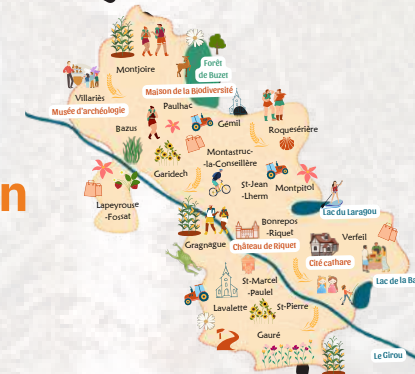 Montjoire
Forêt
de Buzet
Villariès
Maison de la Biodiversité
Musée d'archéologie
Paulhac
Gémil
Roquesérière
Bazus
Montastruc-
-la-Conseillère
Garidech
St-Jean
-Lherm
Montpitol
Lapeyrouse
-Fossat
n
Lac du Laragou
Gragnague
Bonrepos
-Riquet
Château de Riquet
Verfeil
Cité cathare
St-Marcel
-Paulel
Lac de la Ba
Lavalette
St-Pierre
Gauré
Le Girou